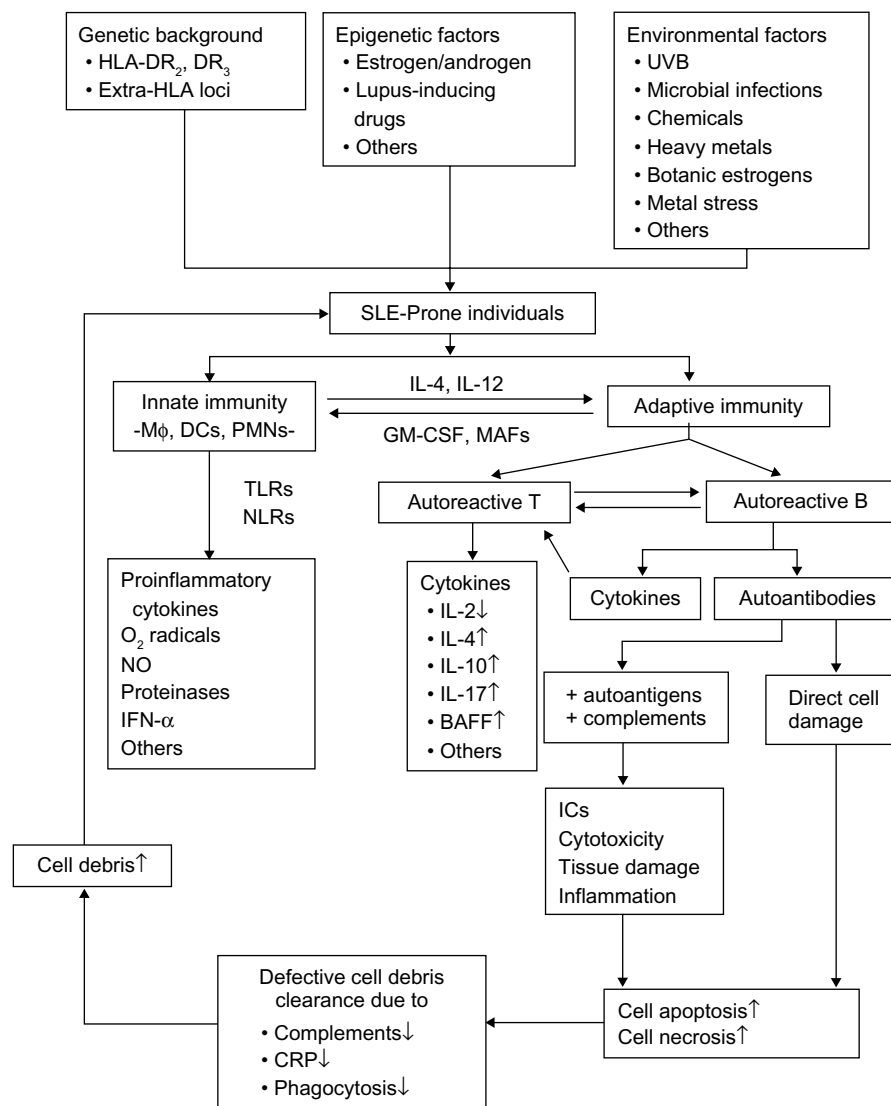 Genetic background
• HLA-DR₂, DR₃
• Extra-HLA loci
Epigenetic factors
• Estrogen/androgen
• Lupus-inducing
drugs
• Others
Environmental factors
• UVB
• Microbial infections
• Chemicals
• Heavy metals
• Botanic estrogens
• Metal stress
• Others
SLE-Prone individuals
Innate immunity
-Mϕ, DCs, PMNs-
IL-4, IL-12
GM-CSF, MAFs
Adaptive immunity
TLRs
NLRs
Autoreactive T
Autoreactive B
Proinflammatory
cytokines
O₂ radicals
NO
Proteinases
IFN-α
Others
Cytokines
• IL-2↓
• IL-4↑
• IL-10↑
• IL-17↑
• BAFF↑
• Others
Cytokines
Autoantibodies
+ autoantigens
+ complements
Direct cell
damage
ICs
Cytotoxicity
Tissue damage
Inflammation
Cell debris↑
Defective cell debris
clearance due to
• Complements↓
• CRP↓
• Phagocytosis↓
Cell apoptosis↑
Cell necrosis↑